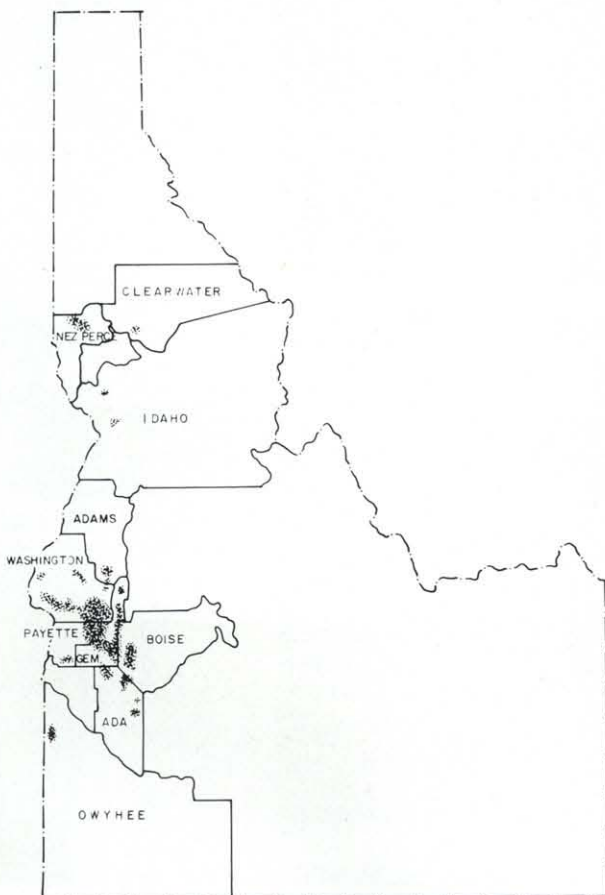 CLEARWATER
NEZ PERCE
IDAHO
ADAMS
WASHINGTON
PAYETTE
BOISE
GEM.
ADA
OWYHEE